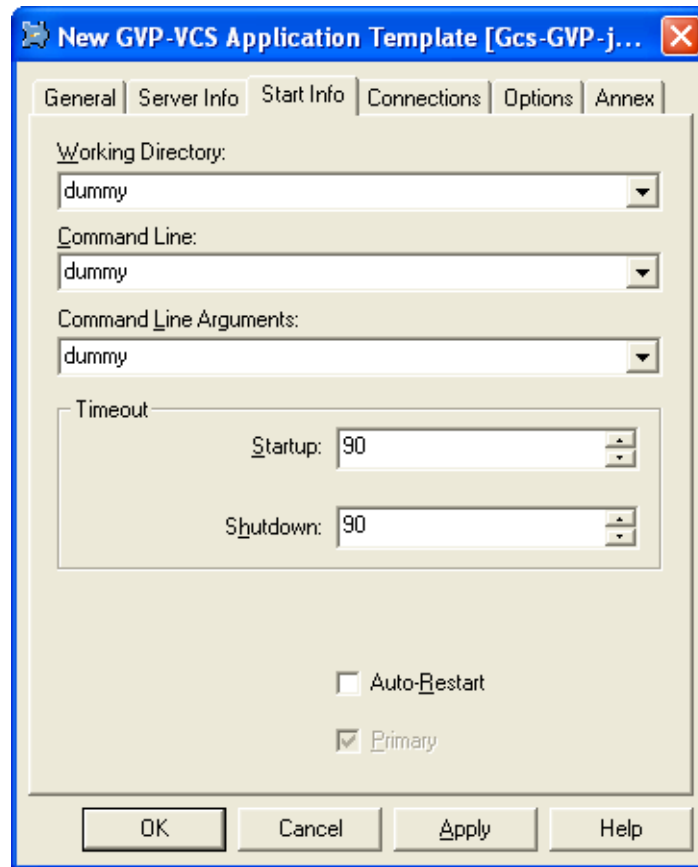 New GVP-VCS Application Template [Gcs-GVP-j...
General Server Info Start Info Connections Options Annex
Working Directory:
dummy
Command Line:
dummy
Command Line Arguments:
dummy
Timeout
Startup: 90
Shutdown: 90
Auto-Restart
Primary
OK Cancel Apply Help